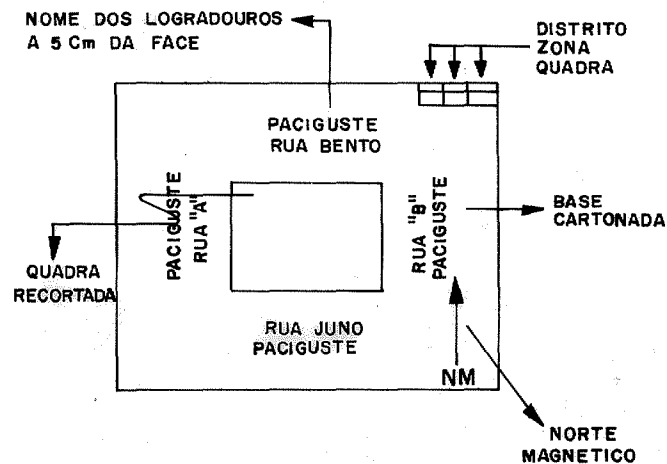 NOME DOS LOGRADOUROS
A 5 Cm DA FACE
DISTRITO
ZONA
QUADRA
PACIGUSTE
RUA BENTO
PACIGUSTE
RUA "A"
RUA "B"
PACIGUSTE
BASE
CARTONADA
QUADRA
RECORTADA
RUA JUNO
PACIGUSTE
NM
NORTE
MAGNETICO